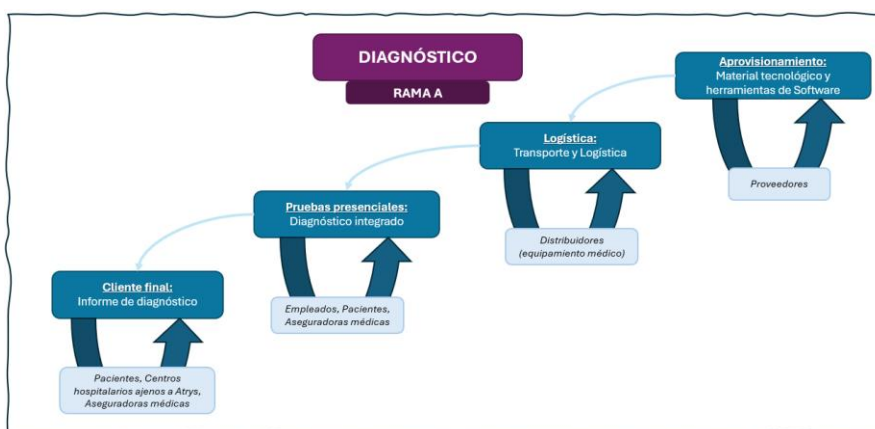 DIAGNÓSTICO
RAMA A
Aprovisionamiento:
Material tecnológico y
herramientas de Software
Proveedores
Logística:
Transporte y Logística
Distribuidores
(equipamiento médico)
Pruebas presenciales:
Diagnóstico integrado
Empleados, Pacientes,
Aseguradoras médicas
Cliente final:
Informe de diagnóstico
Pacientes, Centros
hospitalarios ajenos a Atrys,
Aseguradoras médicas